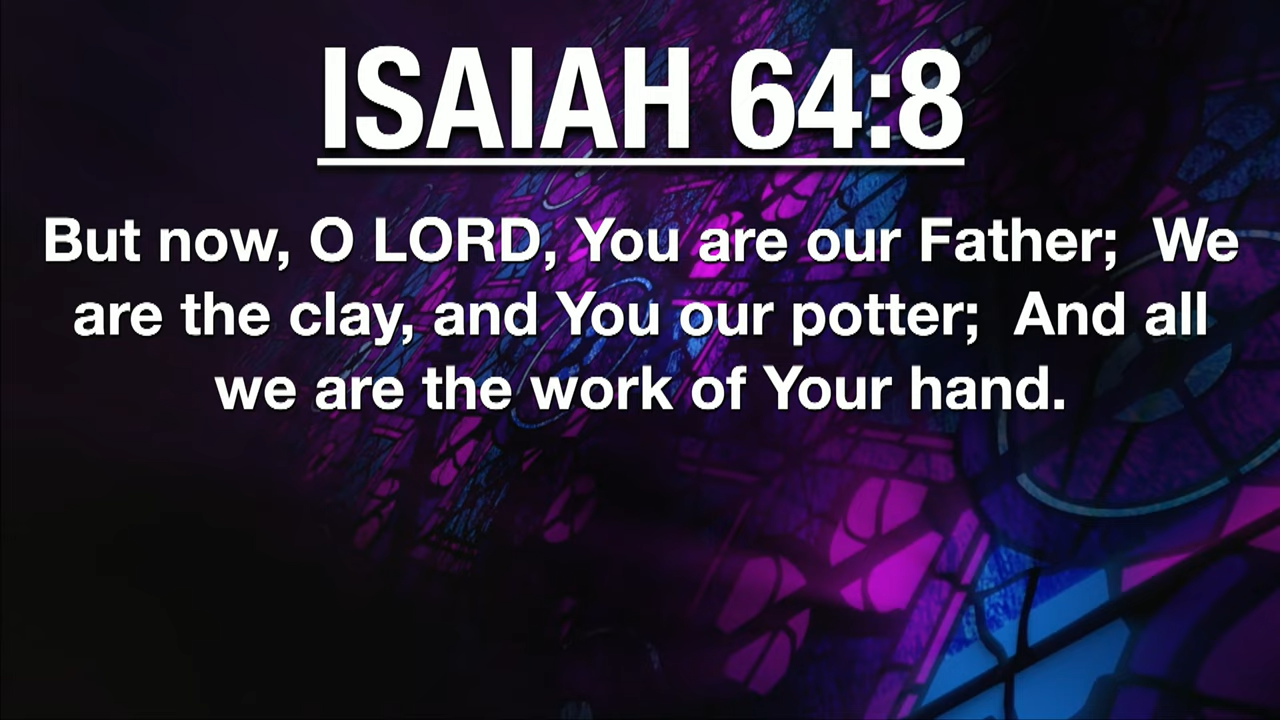 ISAIAH 64:8
But now, O LORD, You are our Father;  We
are the clay, and You our potter;  And all
we are the work of Your hand.